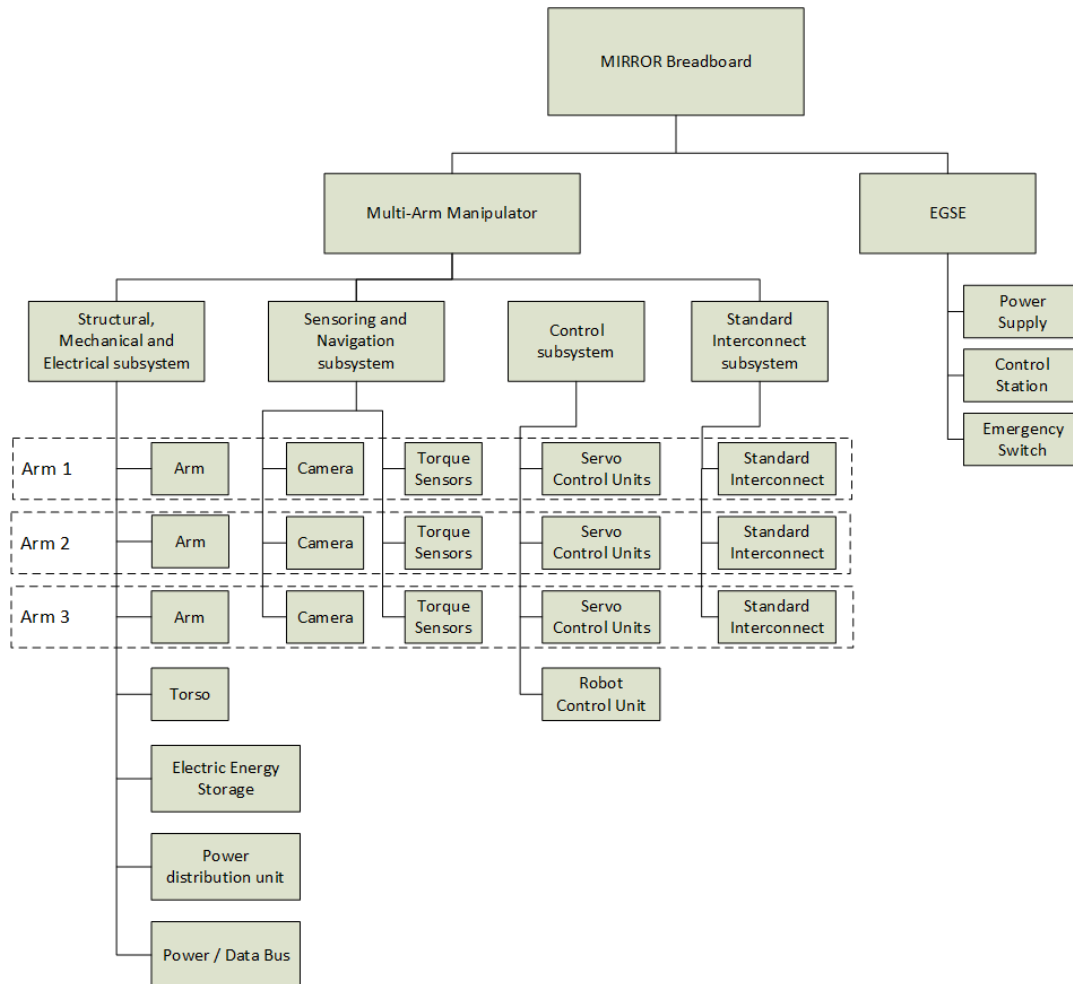 MIRROR Breadboard
Multi-Arm Manipulator
EGSE
Structural,
Mechanical and
Electrical subsystem
Sensoring and
Navigation
subsystem
Control
subsystem
Standard
Interconnect
subsystem
Power
Supply
Control
Station
Emergency
Switch
Arm 1
Arm
Camera
Torque
Sensors
Servo
Control Units
Standard
Interconnect
Arm 2
Arm
Camera
Torque
Sensors
Servo
Control Units
Standard
Interconnect
Arm 3
Arm
Camera
Torque
Sensors
Servo
Control Units
Standard
Interconnect
Torso
Robot
Control Unit
Electric Energy
Storage
Power
distribution unit
Power / Data Bus